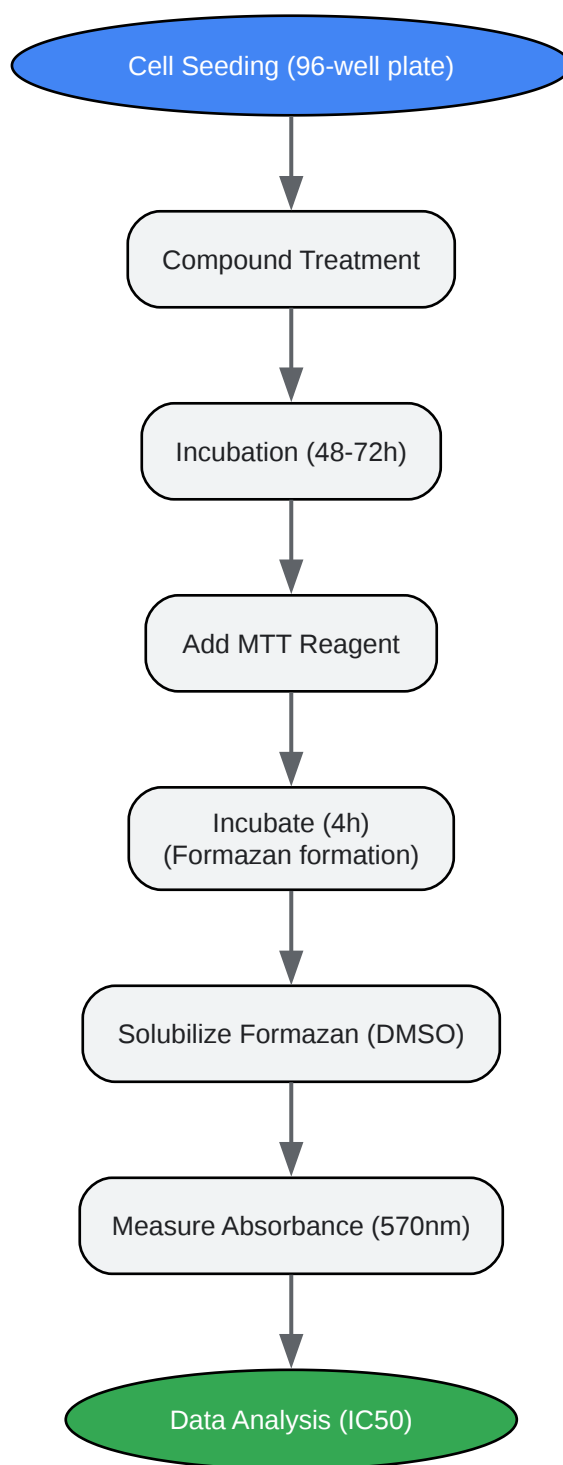 Cell Seeding (96-well plate)
Compound Treatment
Incubation (48-72h)
Add MTT Reagent
Incubate (4h)
(Formazan formation)
Solubilize Formazan (DMSO)
Measure Absorbance (570nm)
Data Analysis (IC50)